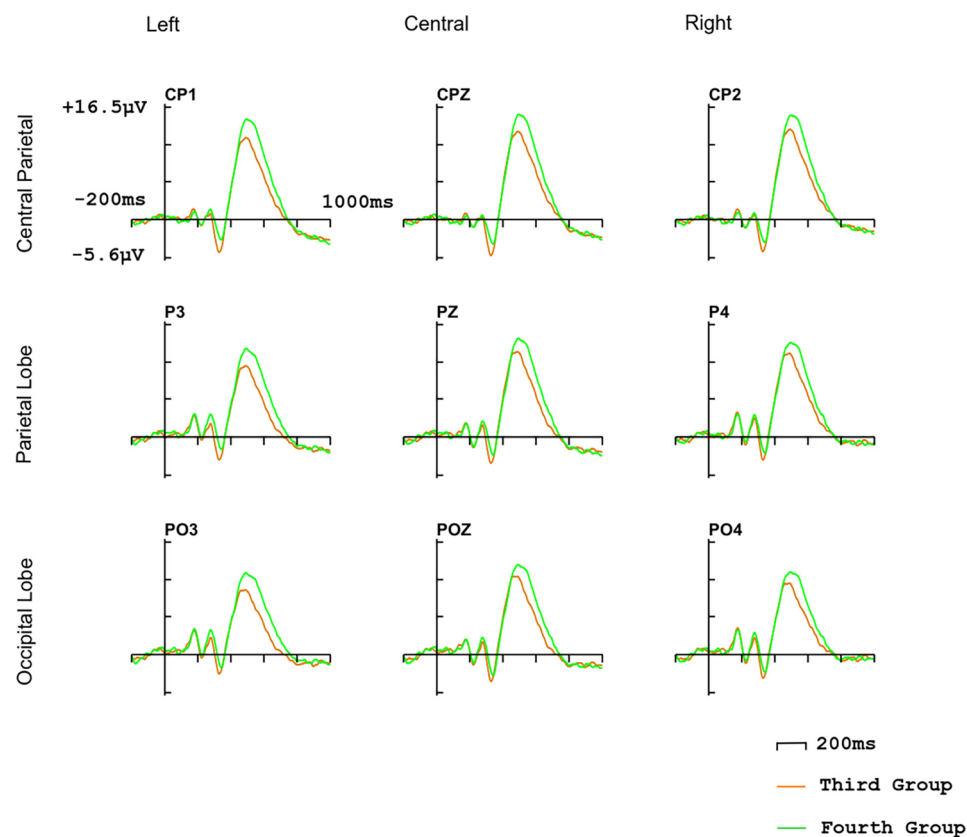 Left Central Right
CP1 CPZ CP2
+16.5µV
Central Parietal
-200ms 1000ms
-5.6µV
P3 PZ P4
Parietal Lobe
PO3 POZ PO4
Occipital Lobe
200ms
Third Group
Fourth Group